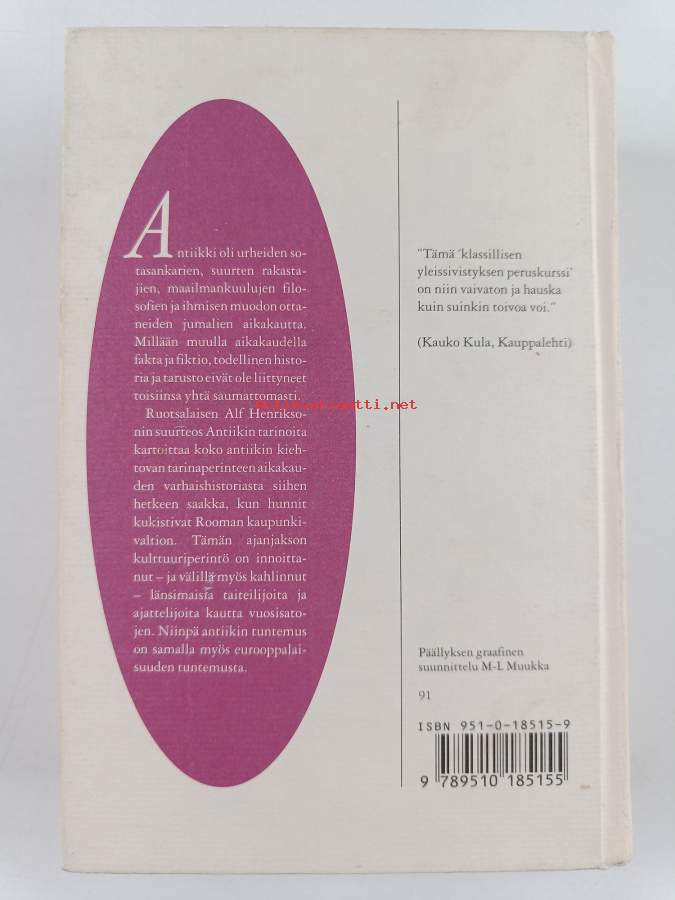 Antiikki oli urheiden so-
tasankarien, suurten rakasta-
jien, maailmankuulujen filo-
sofien ja ihmisen muodon otta-
neiden jumalien aikakautta.
Millään muulla aikakaudella
fakta ja fiktio, todellinen histo-
ria ja tarusto eivät ole liittyneet
toisiinsa yhtä saumattomasti.
Ruotsalaisen Alf Henrikso-
nin suurteos Antiikin tarinoita
kartoittaa koko antiikin kieh-
tovan tarinaperinteen aikakau-
den varhaishistoriasta siihen
hetkeen saakka, kun hunnit
kukistivat Rooman kaupunki-
valtion. Tämän ajanjakson
kulttuuriperintö on innoitta-
nut – ja välillä myös kahlinnut
– länsimaisia taiteilijoita ja
ajattelijoita kautta vuosisato-
jen. Niinpä antiikin tuntemus
on samalla myös eurooppalai-
suuden tuntemusta.
"Tämä 'klassillisen
yleissivistyksen peruskurssi'
on niin vaivaton ja hauska
kuin suinkin toivoa voi."
(Kauko Kula, Kauppalehti)
Päällyksen graafinen
suunnittelu M-L Muukka
91
ISBN 951-0-18515-9
9 789510 185155